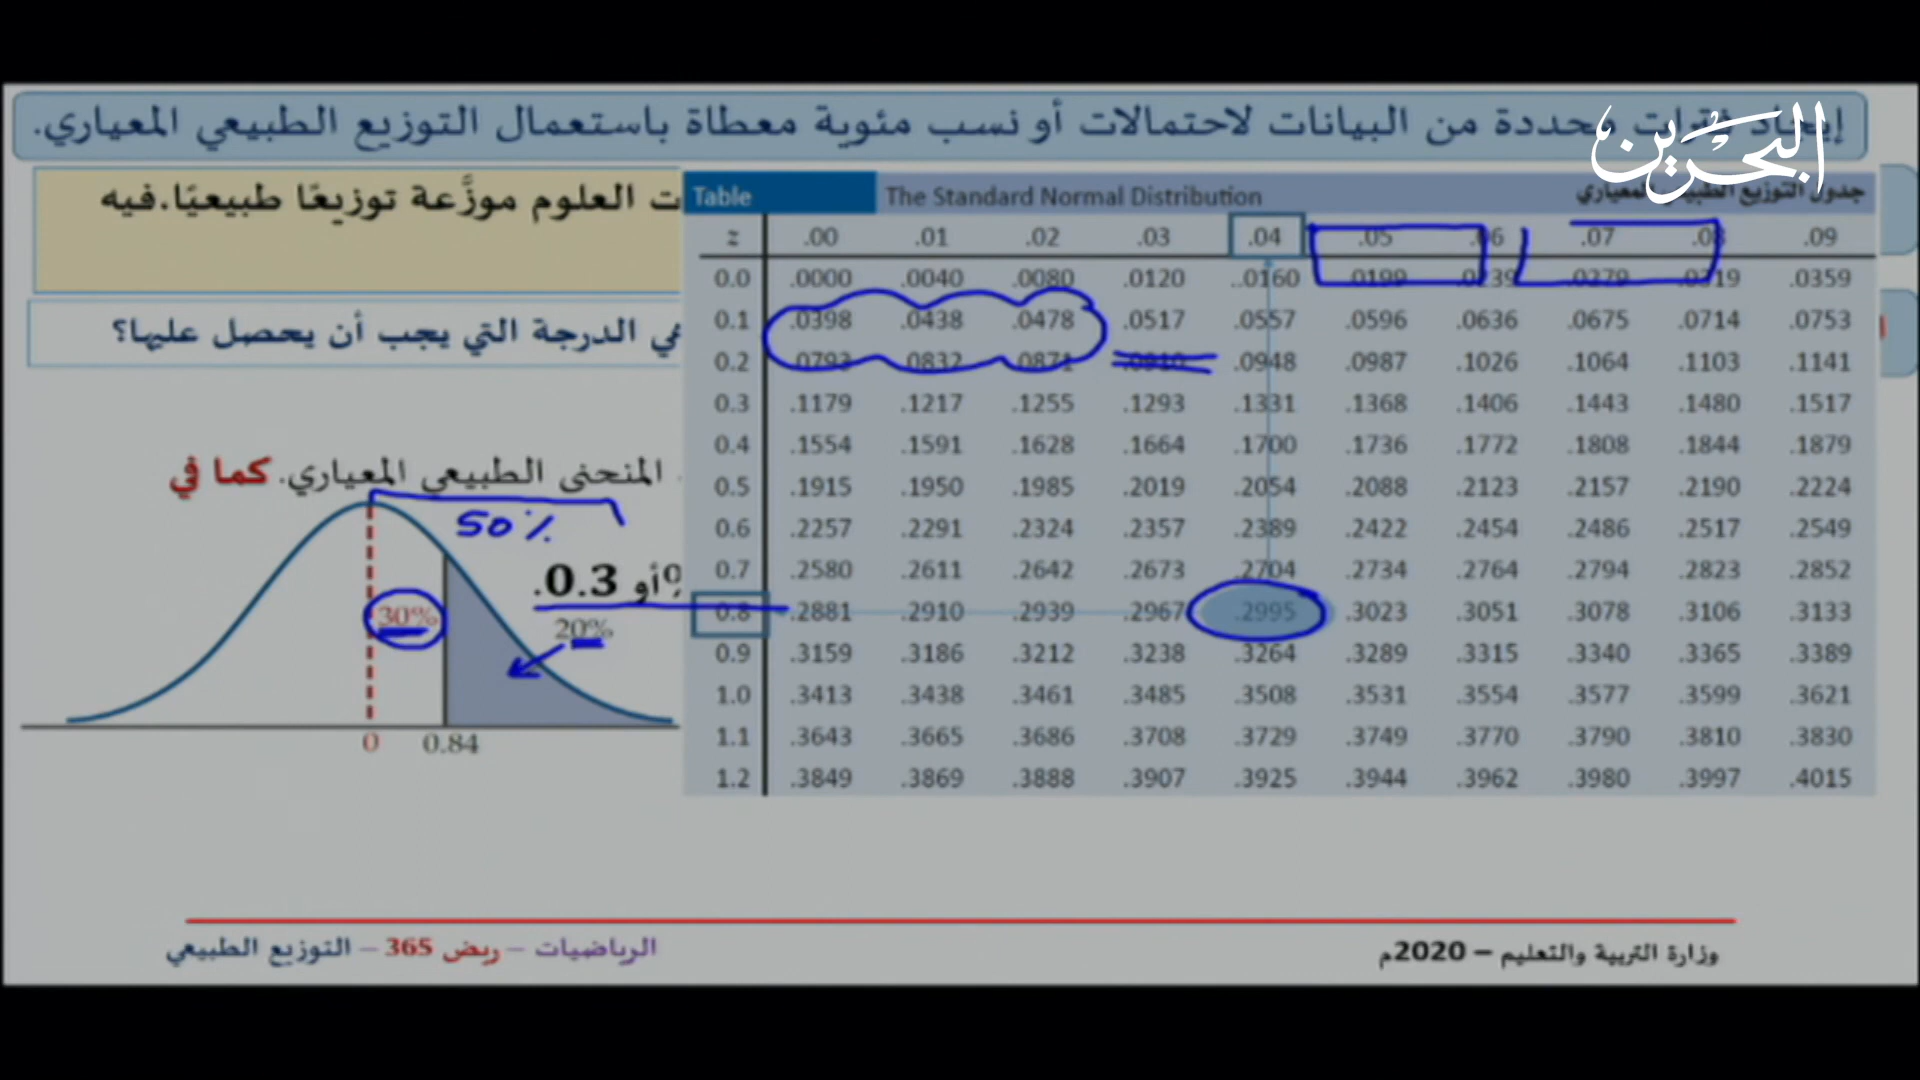 إيجاد فترات محددة من البيانات لاحتمالات أو نسب مئوية معطاة باستعمال التوزيع الطبيعي المعياري.
البحرين
ت العلوم موزَّعة توزيعًا طبيعيًا.فيه
هي الدرجة التي يجب أن يحصل عليها؟
المنحنى الطبيعي المعياري. كما في
50%
أو 0.3.
30%
20%
0 0.84
Table The Standard Normal Distribution جدول التوزيع الطبيعي المعياري
z .00 .01 .02 .03 .04 .05 .06 .07 .08 .09
0.0 .0000 .0040 .0080 .0120 ..0160 .0199 .0239 .0279 .0319 .0359
0.1 .0398 .0438 .0478 .0517 .0557 .0596 .0636 .0675 .0714 .0753
0.2 .0793 .0832 .0871 .0910 .0948 .0987 .1026 .1064 .1103 .1141
0.3 .1179 .1217 .1255 .1293 .1331 .1368 .1406 .1443 .1480 .1517
0.4 .1554 .1591 .1628 .1664 .1700 .1736 .1772 .1808 .1844 .1879
0.5 .1915 .1950 .1985 .2019 .2054 .2088 .2123 .2157 .2190 .2224
0.6 .2257 .2291 .2324 .2357 .2389 .2422 .2454 .2486 .2517 .2549
0.7 .2580 .2611 .2642 .2673 .2704 .2734 .2764 .2794 .2823 .2852
0.8 .2881 .2910 .2939 .2967 .2995 .3023 .3051 .3078 .3106 .3133
0.9 .3159 .3186 .3212 .3238 .3264 .3289 .3315 .3340 .3365 .3389
1.0 .3413 .3438 .3461 .3485 .3508 .3531 .3554 .3577 .3599 .3621
1.1 .3643 .3665 .3686 .3708 .3729 .3749 .3770 .3790 .3810 .3830
1.2 .3849 .3869 .3888 .3907 .3925 .3944 .3962 .3980 .3997 .4015
وزارة التربية والتعليم – 2020م
الرياضيات – ريض 365 – التوزيع الطبيعي